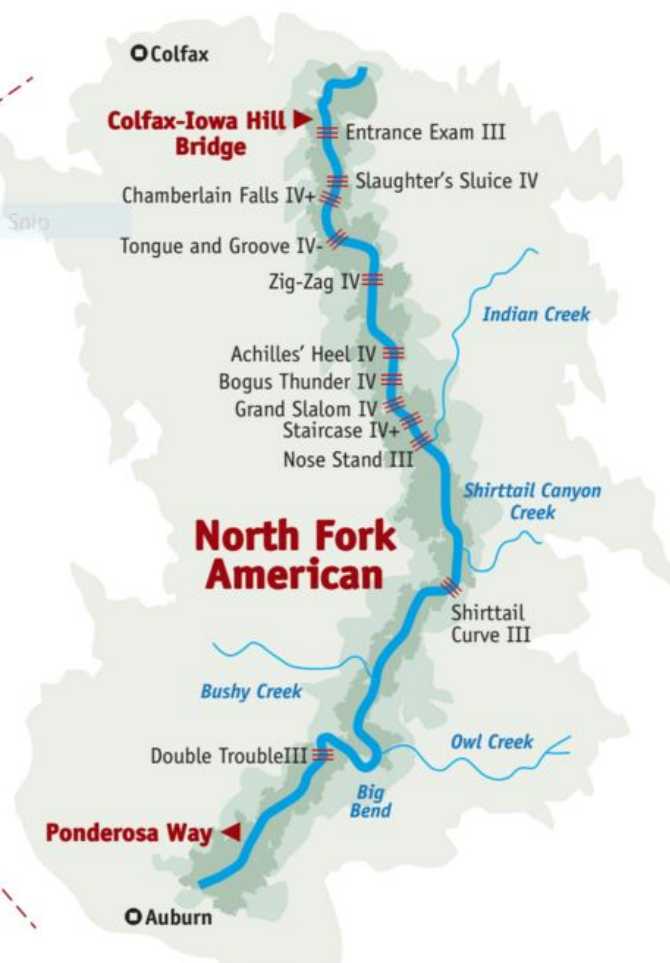 Colfax
Colfax-Iowa Hill
Bridge
Entrance Exam III
Slaughter's Sluice IV
Chamberlain Falls IV+
Snip
Tongue and Groove IV-
Zig-Zag IV
Indian Creek
Achilles' Heel IV
Bogus Thunder IV
Grand Slalom IV
Staircase IV+
Nose Stand III
Shirttail Canyon
Creek
North Fork
American
Shirttail
Curve III
Bushy Creek
Owl Creek
Double TroubleIII
Big
Bend
Ponderosa Way
Auburn